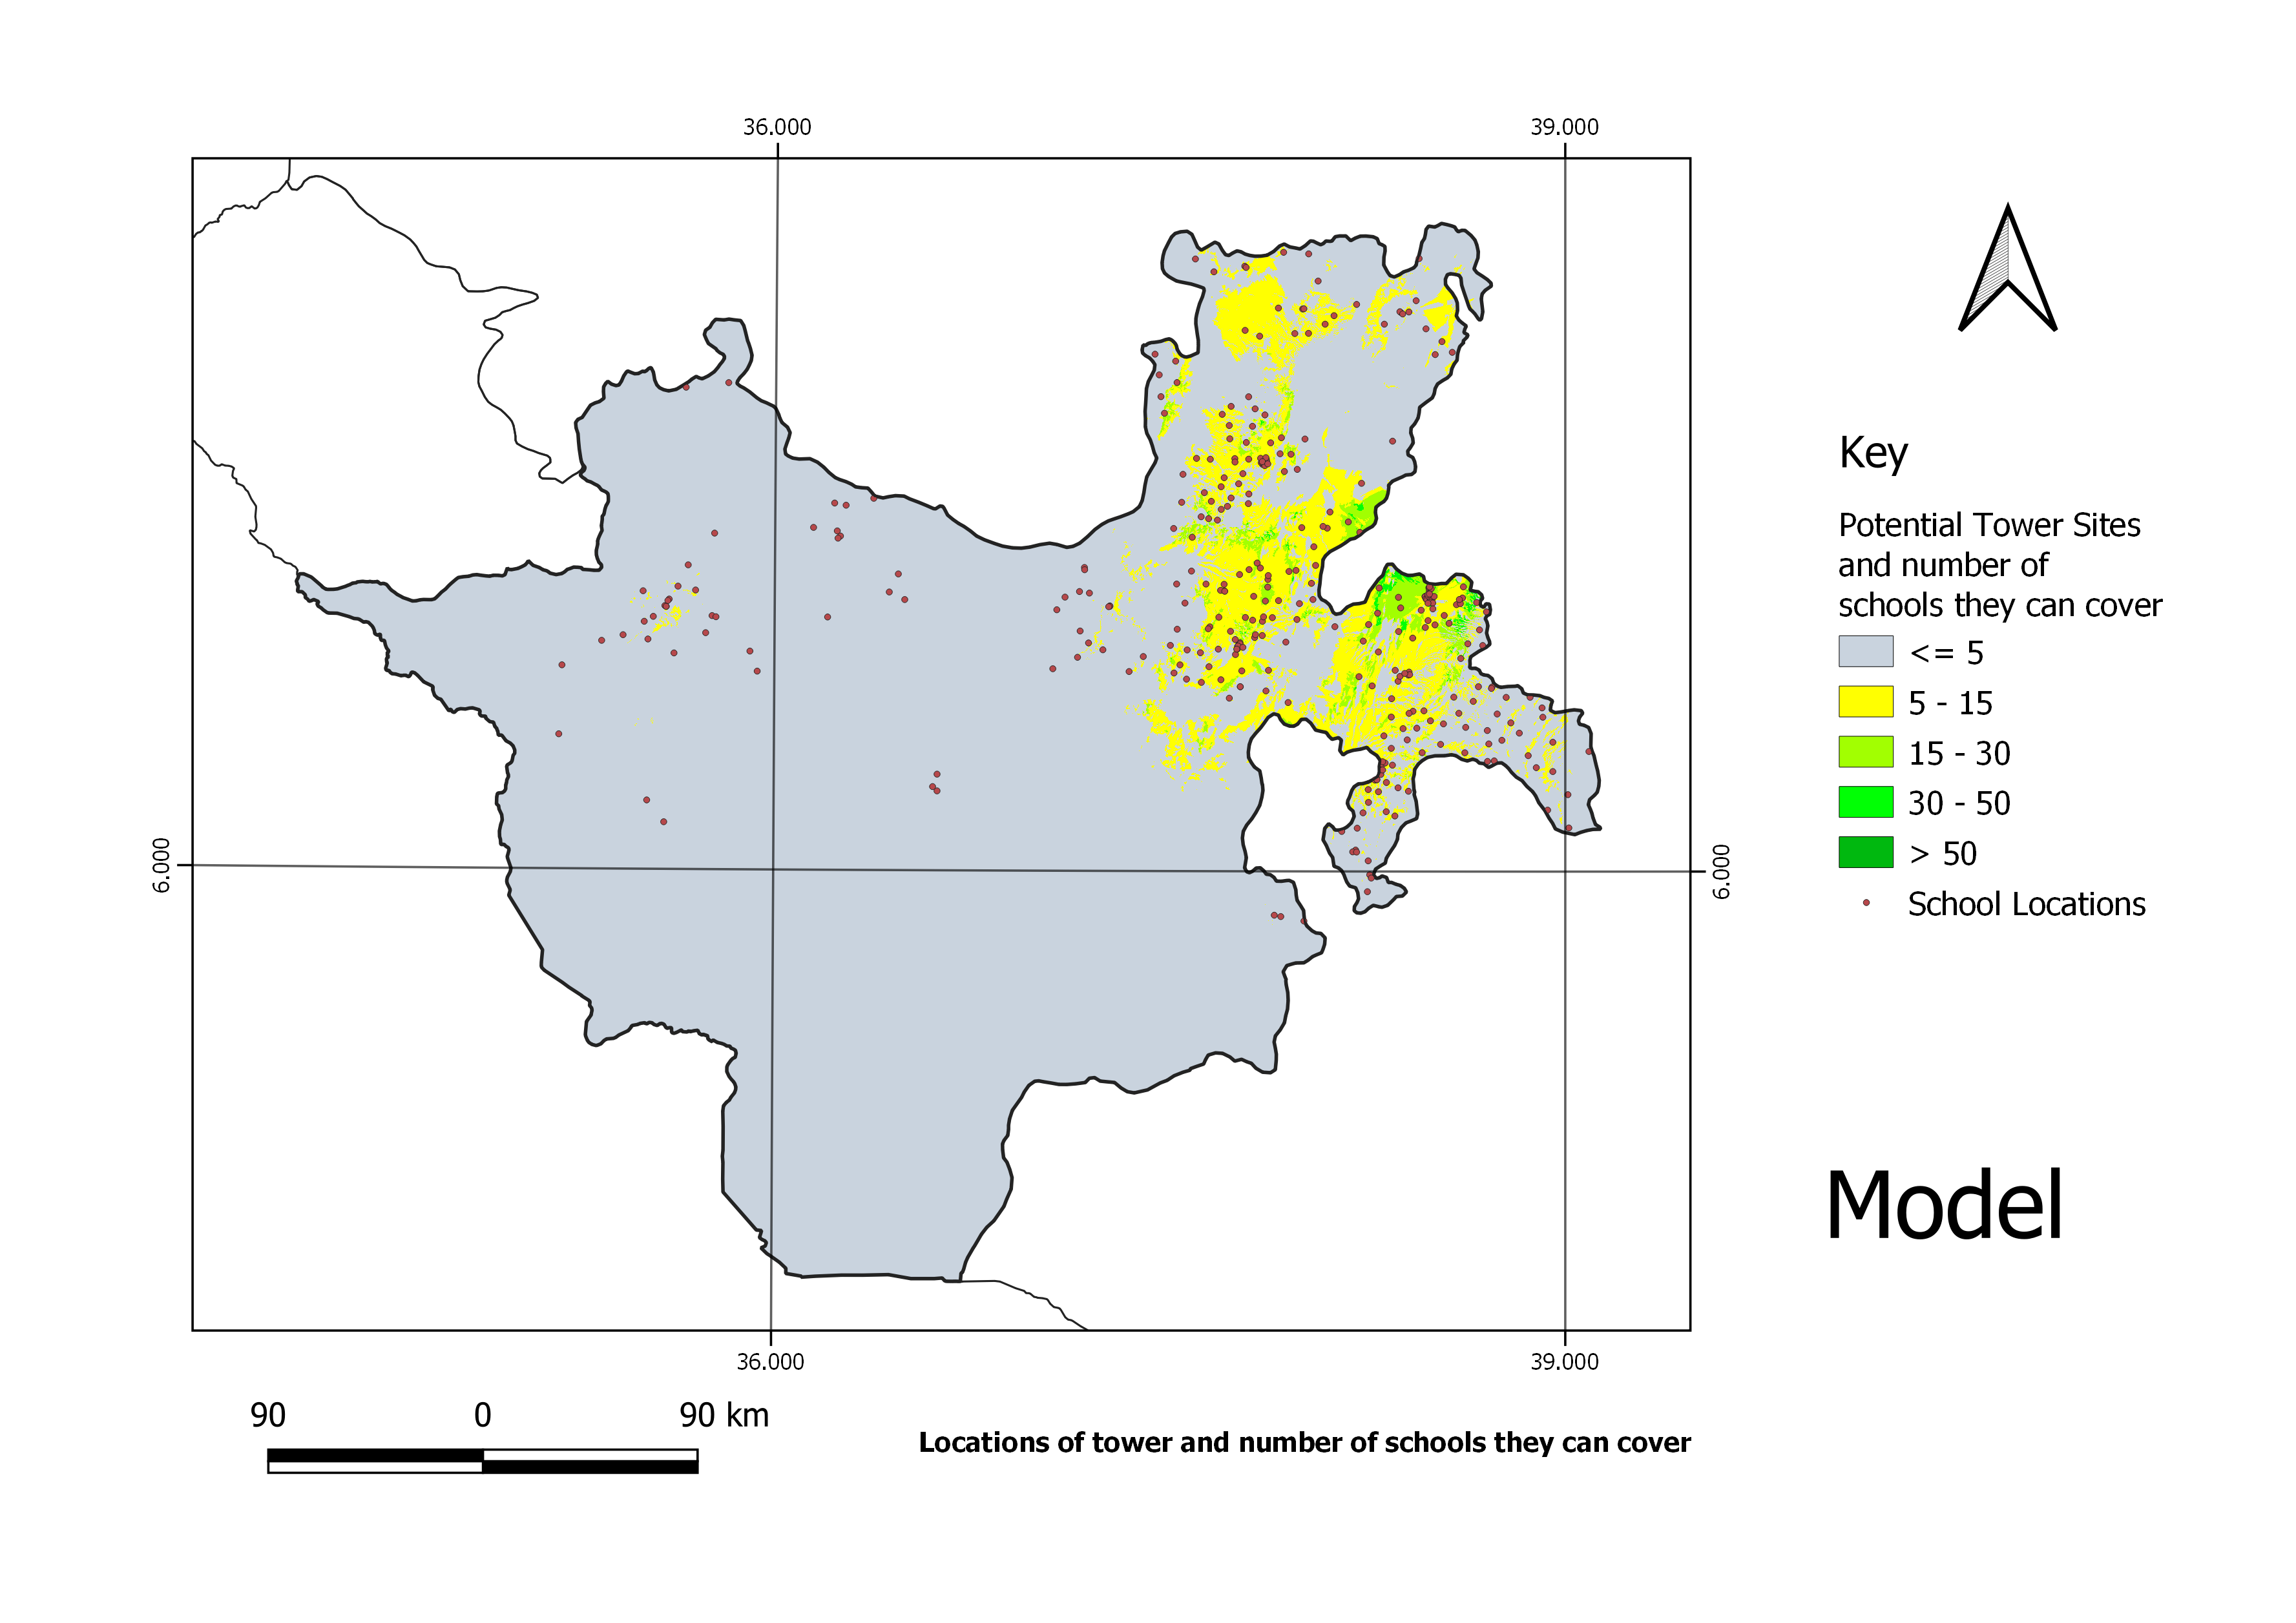 36.000
39.000
Key
Potential Tower Sites
and number of
schools they can cover
<= 5
5 - 15
15 - 30
30 - 50
> 50
School Locations
6.000
6.000
Model
36.000
39.000
90 0 90 km
Locations of tower and number of schools they can cover